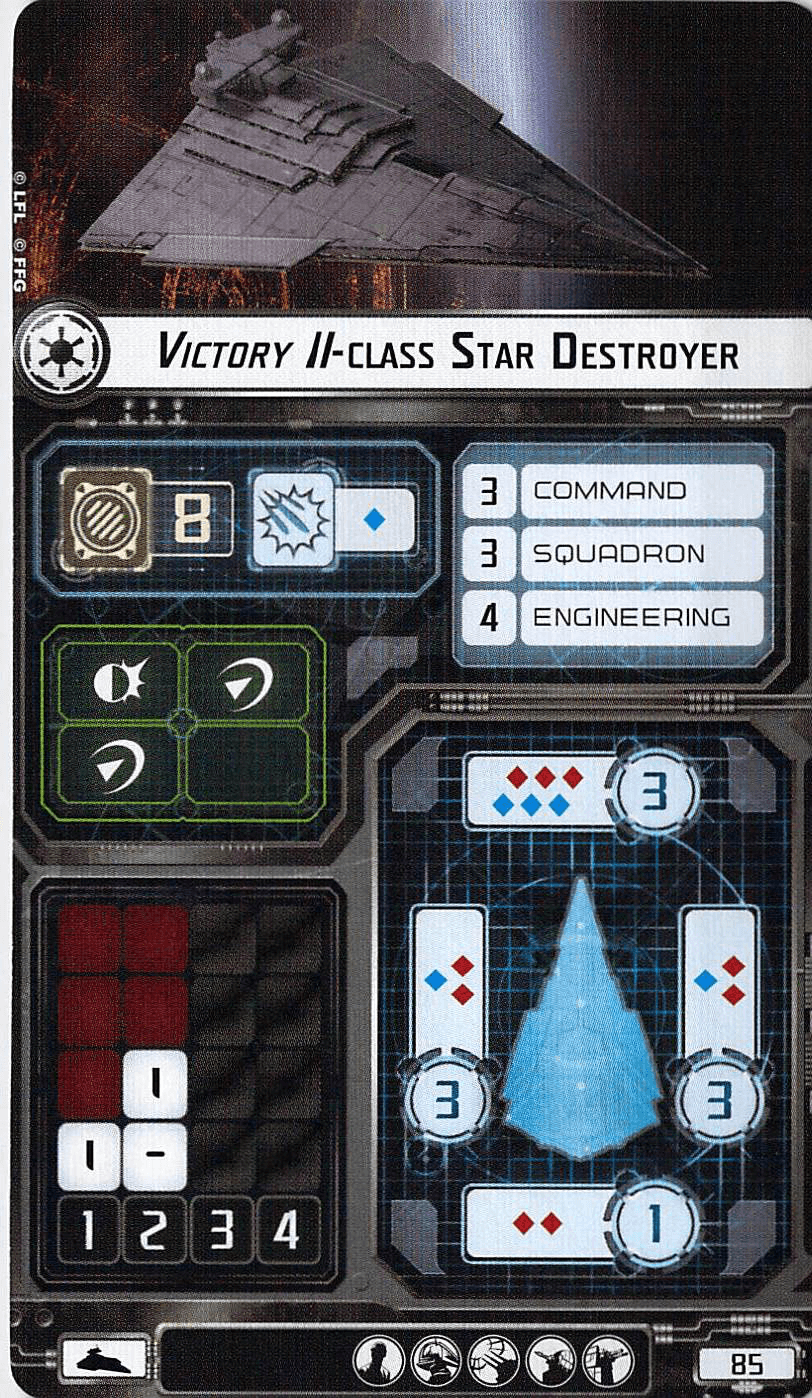 © LFL © FFG
VICTORY II-CLASS STAR DESTROYER
8
3 COMMAND
3 SQUADRON
4 ENGINEERING
3
3 3
1
1
1 -
1 2 3 4
85